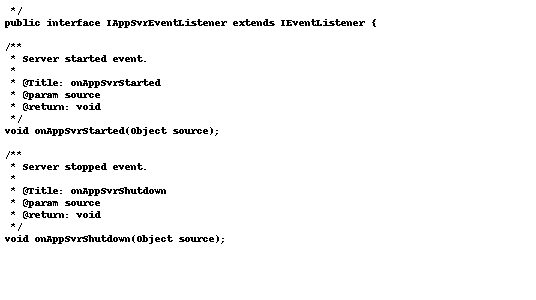 */
public interface IAppSvrEventListener extends IEventListener {
/**
* Server started event.
*
* @Title: onAppSvrStarted
* @param source
* @return: void
*/
void onAppSvrStarted(Object source);
/**
* Server stopped event.
*
* @Title: onAppSvrShutdown
* @param source
* @return: void
*/
void onAppSvrShutdown(Object source);